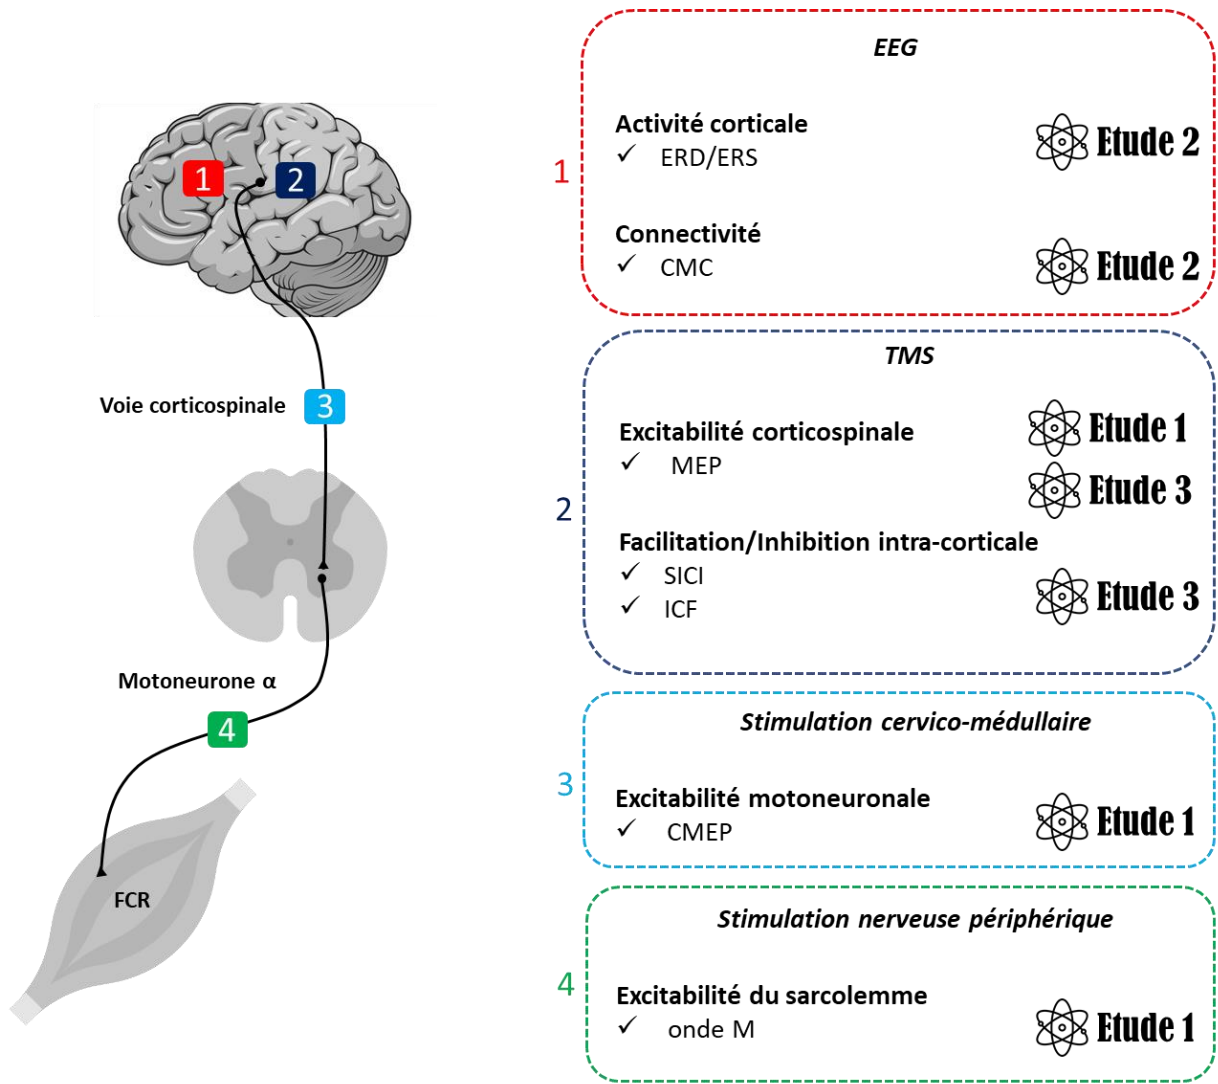 1
2
Voie corticospinale
3
Motoneurone α
4
FCR
1
EEG
Activité corticale
✓ ERD/ERS
Etude 2
Connectivité
✓ CMC
Etude 2
2
TMS
Excitabilité corticospinale
✓ MEP
Etude 1
Etude 3
Facilitation/Inhibition intra-corticale
✓ SICI
✓ ICF
Etude 3
3
Stimulation cervico-médullaire
Excitabilité motoneuronale
✓ CMEP
Etude 1
4
Stimulation nerveuse périphérique
Excitabilité du sarcolemme
✓ onde M
Etude 1